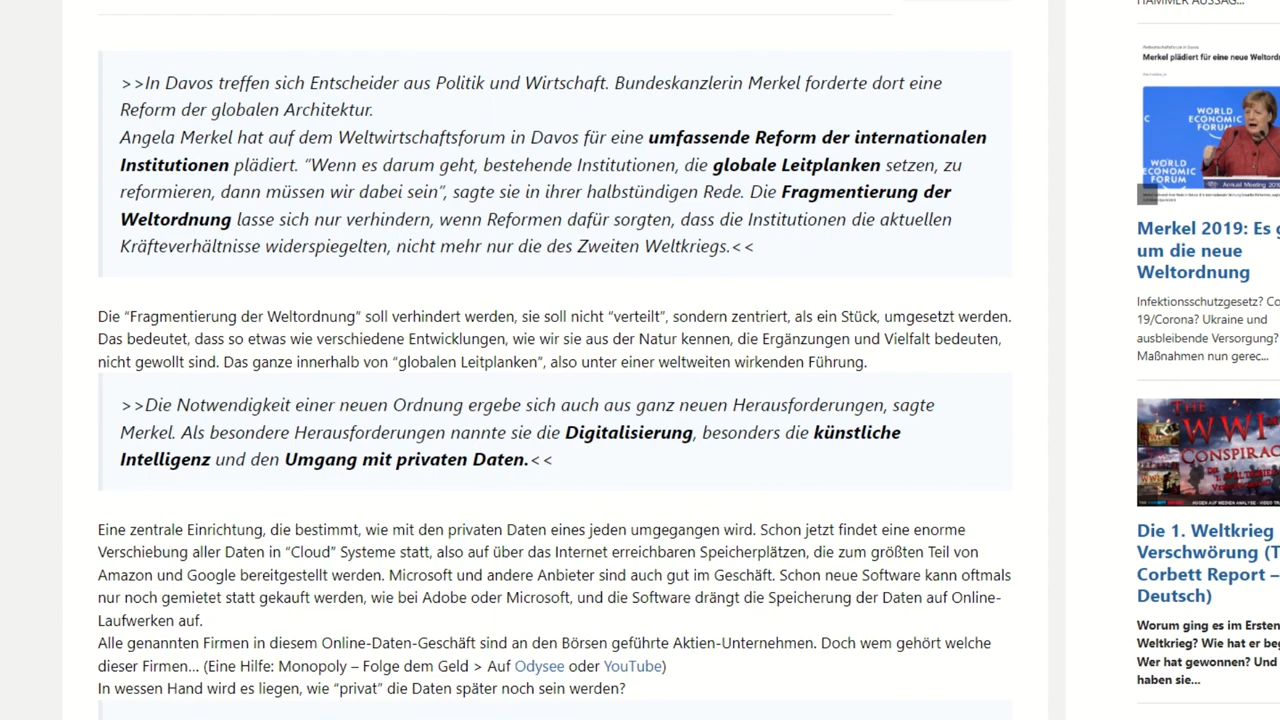 >>In Davos treffen sich Entscheider aus Politik und Wirtschaft. Bundeskanzlerin Merkel forderte dort eine
Reform der globalen Architektur.
Angela Merkel hat auf dem Weltwirtschaftsforum in Davos für eine umfassende Reform der internationalen
Institutionen plädiert. “Wenn es darum geht, bestehende Institutionen, die globale Leitplanken setzen, zu
reformieren, dann müssen wir dabei sein”, sagte sie in ihrer halbstündigen Rede. Die Fragmentierung der
Weltordnung lasse sich nur verhindern, wenn Reformen dafür sorgten, dass die Institutionen die aktuellen
Kräfteverhältnisse widerspiegelten, nicht mehr nur die des Zweiten Weltkriegs.<<
Die “Fragmentierung der Weltordnung” soll verhindert werden, sie soll nicht “verteilt”, sondern zentriert, als ein Stück, umgesetzt werden.
Das bedeutet, dass so etwas wie verschiedene Entwicklungen, wie wir sie aus der Natur kennen, die Ergänzungen und Vielfalt bedeuten,
nicht gewollt sind. Das ganze innerhalb von “globalen Leitplanken”, also unter einer weltweiten wirkenden Führung.
>>Die Notwendigkeit einer neuen Ordnung ergebe sich auch aus ganz neuen Herausforderungen, sagte
Merkel. Als besondere Herausforderungen nannte sie die Digitalisierung, besonders die künstliche
Intelligenz und den Umgang mit privaten Daten.<<
Eine zentrale Einrichtung, die bestimmt, wie mit den privaten Daten eines jeden umgegangen wird. Schon jetzt findet eine enorme
Verschiebung aller Daten in “Cloud” Systeme statt, also auf über das Internet erreichbaren Speicherplätzen, die zum größten Teil von
Amazon und Google bereitgestellt werden. Microsoft und andere Anbieter sind auch gut im Geschäft. Schon neue Software kann oftmals
nur noch gemietet statt gekauft werden, wie bei Adobe oder Microsoft, und die Software drängt die Speicherung der Daten auf Online-
Laufwerken auf.
Alle genannten Firmen in diesem Online-Daten-Geschäft sind an den Börsen geführte Aktien-Unternehmen. Doch wem gehört welche
dieser Firmen... (Eine Hilfe: Monopoly – Folge dem Geld > Auf Odysee oder YouTube)
In wessen Hand wird es liegen, wie “privat” die Daten später noch sein werden?
HAMMER AUSSAG...
Merkel plädiert für eine neue Weltordn
WORLD
ECONOMIC
FORUM
WORLD
ECONOMIC
FORUM
Annual Meeting 201
Merkel 2019: Es g
um die neue
Weltordnung
Infektionsschutzgesetz? Co
19/Corona? Ukraine und
ausbleibende Versorgung?
Maßnahmen nun gerec...
THE
WWI
CONSPIRAC
Die 1. Weltkrieg
Verschwörung (T
Corbett Report –
Deutsch)
Worum ging es im Ersten
Weltkrieg? Wie hat er beg
Wer hat gewonnen? Und
haben sie...